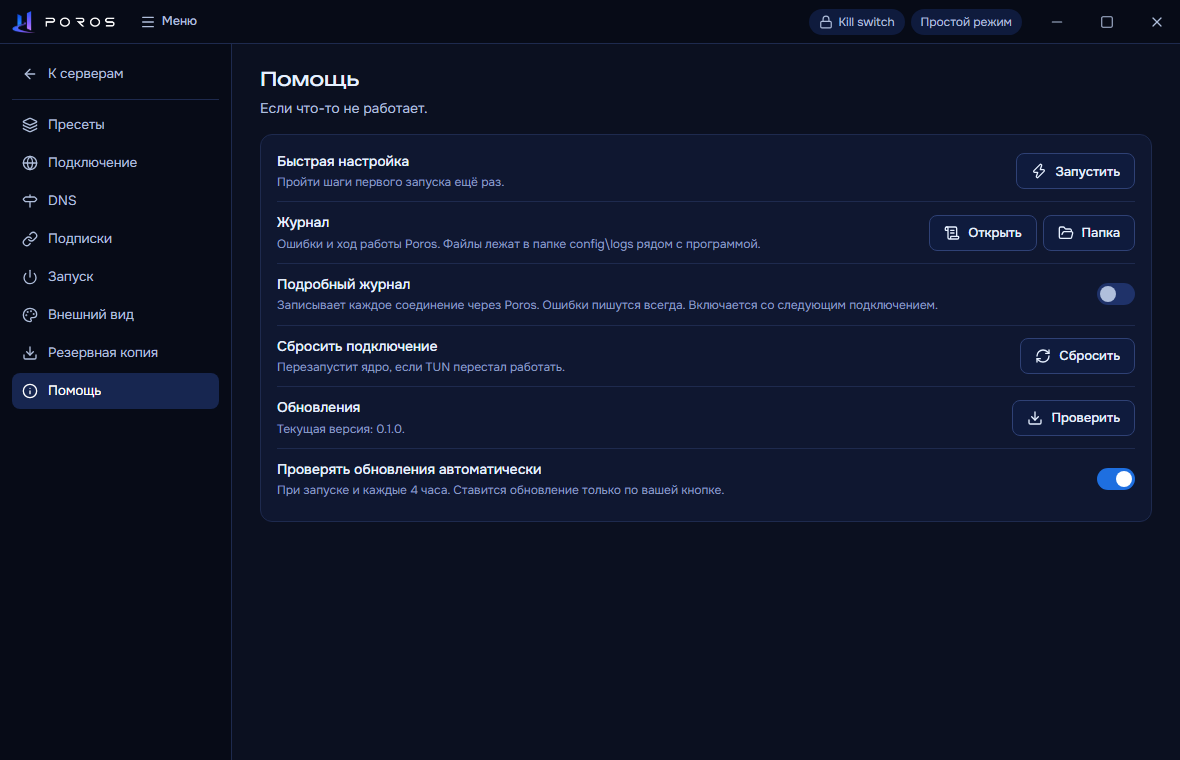 POROS
Меню
Kill switch
Простой режим
К серверам
Пресеты
Подключение
DNS
Подписки
Запуск
Внешний вид
Резервная копия
Помощь
Помощь
Если что-то не работает.
Быстрая настройка
Пройти шаги первого запуска ещё раз.
Запустить
Журнал
Ошибки и ход работы Poros. Файлы лежат в папке config\logs рядом с программой.
Открыть
Папка
Подробный журнал
Записывает каждое соединение через Poros. Ошибки пишутся всегда. Включается со следующим подключением.
Сбросить подключение
Перезапустит ядро, если TUN перестал работать.
Сбросить
Обновления
Текущая версия: 0.1.0.
Проверить
Проверять обновления автоматически
При запуске и каждые 4 часа. Ставится обновление только по вашей кнопке.